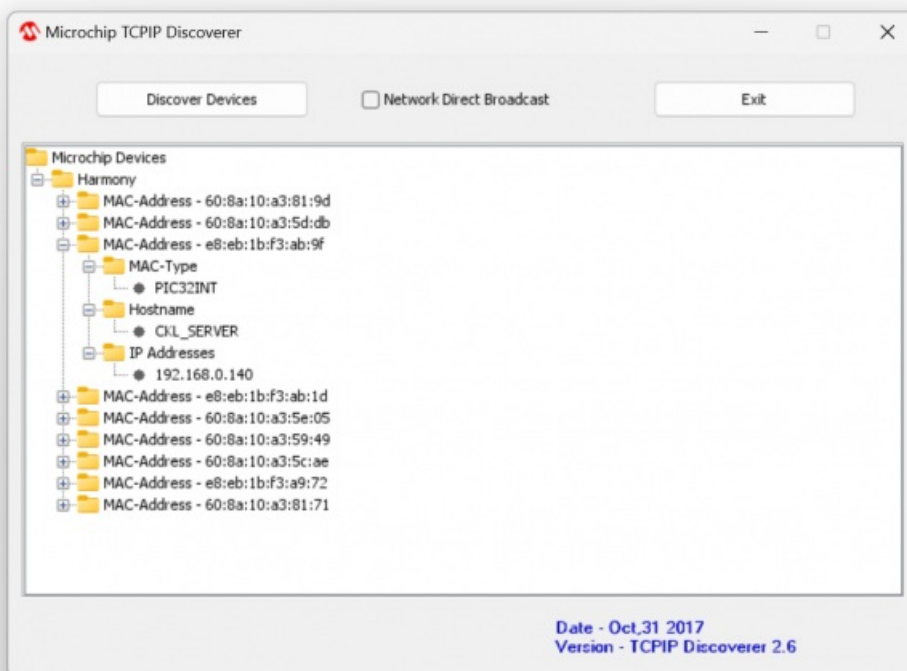 Microchip TCPIP Discoverer
Discover Devices Network Direct Broadcast Exit
Microchip Devices
Harmony
MAC-Address - 60:8a:10:a3:81:9d
MAC-Address - 60:8a:10:a3:5d:db
MAC-Address - e8:eb:1b:f3:ab:9f
MAC-Type
PIC32INT
Hostname
CKL_SERVER
IP Addresses
192.168.0.140
MAC-Address - e8:eb:1b:f3:ab:1d
MAC-Address - 60:8a:10:a3:5e:05
MAC-Address - 60:8a:10:a3:59:49
MAC-Address - 60:8a:10:a3:5c:ae
MAC-Address - e8:eb:1b:f3:a9:72
MAC-Address - 60:8a:10:a3:81:71
Date - Oct,31 2017
Version - TCPIP Discoverer 2.6